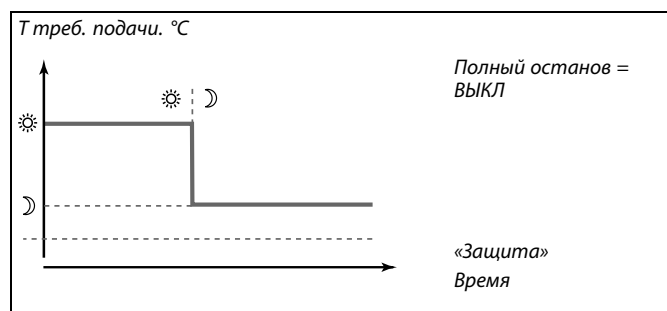 Т треб. подачи. °C
Полный останов =
ВЫКЛ
«Защита»
Время